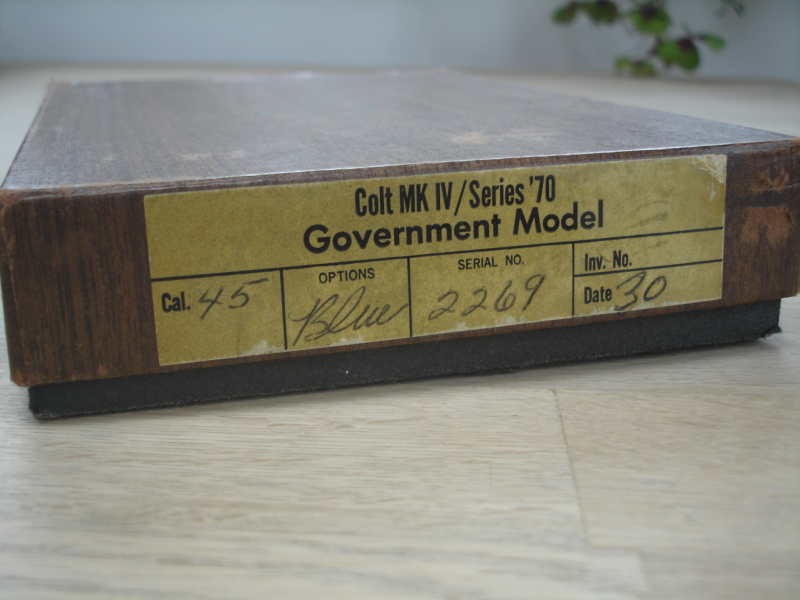 Colt MK IV/Series '70
Government Model
Cal. 45
OPTIONS
Blue
SERIAL NO.
2269
Inv. No.
Date 30